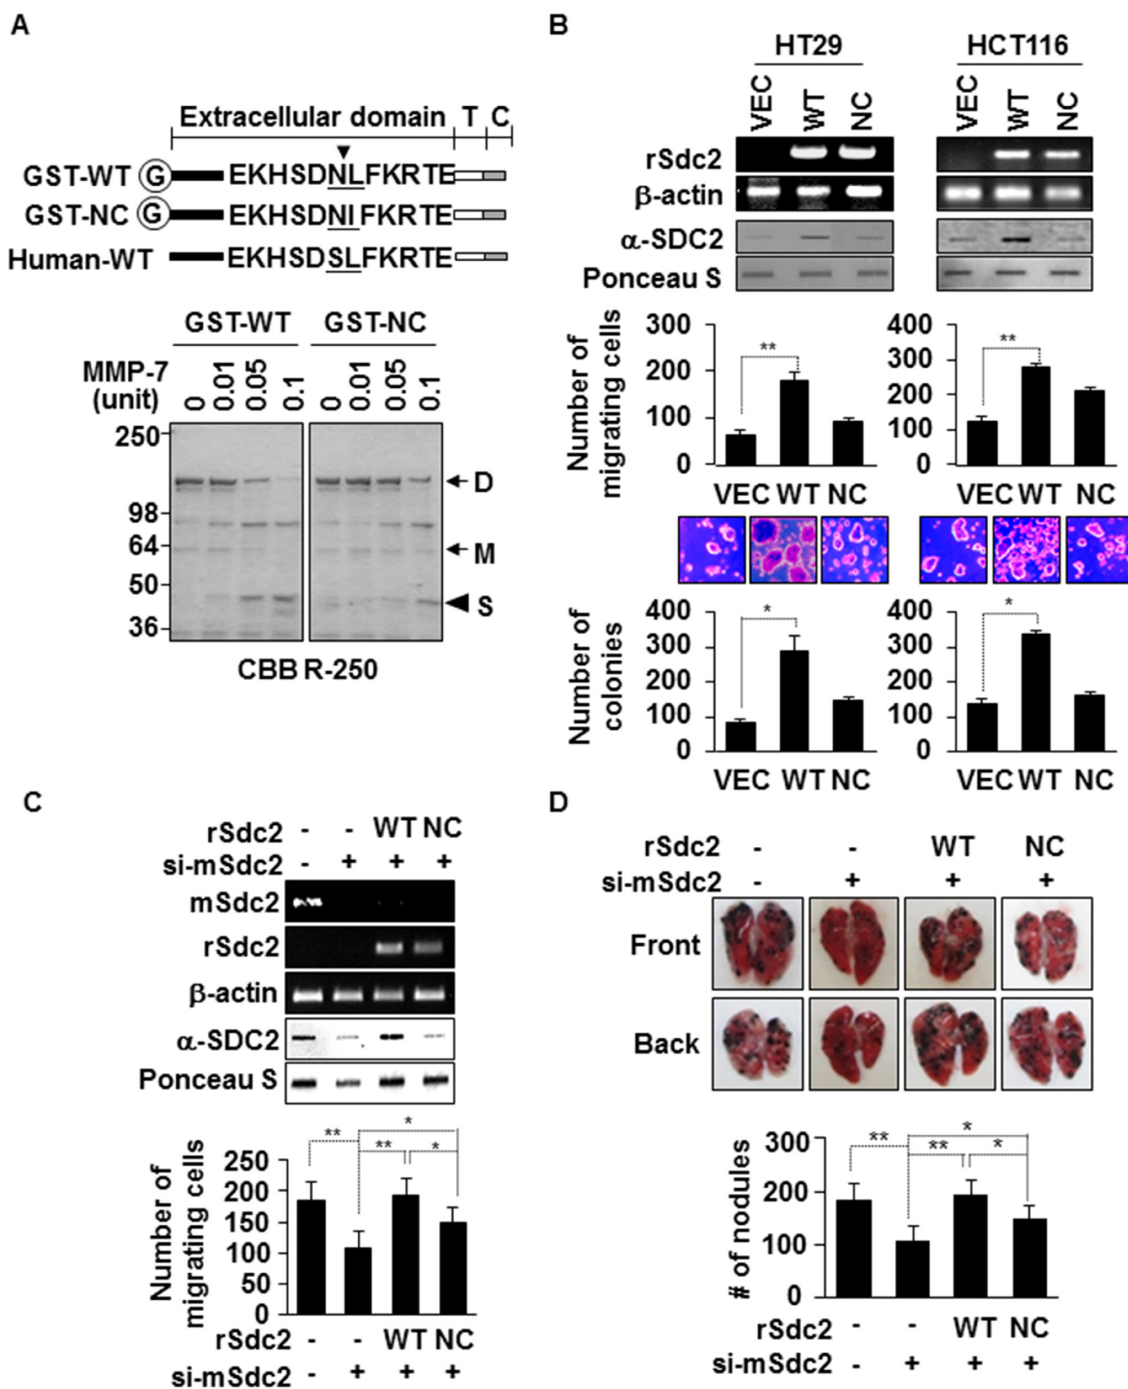 A
Extracellular domain T C
GST-WT G EKHSDNLFKRTE
GST-NC G EKHSDNIFKRTE
Human-WT EKHSDSLFKRTE
GST-WT GST-NC
MMP-7 (unit) 0 0.01 0.05 0.1 0 0.01 0.05 0.1
250
D
98
64
M
50
S
36
CBB R-250
B
HT29 HCT116
VEC WT NC VEC WT NC
rSdc2
β-actin
α-SDC2
Ponceau S
Number of migrating cells
300
200
100
0
**
VEC WT NC
400
300
200
100
0
**
VEC WT NC
Number of colonies
400
300
200
100
0
*
VEC WT NC
400
300
200
100
0
*
VEC WT NC
C
rSdc2 - - WT NC
si-mSdc2 - + + +
mSdc2
rSdc2
β-actin
α-SDC2
Ponceau S
Number of migrating cells
250
200
150
100
50
0
*
** ** *
rSdc2 - - WT NC
si-mSdc2 - + + +
D
rSdc2 - - WT NC
si-mSdc2 - + + +
Front
Back
# of nodules
300
200
100
0
*
** ** *
rSdc2 - - WT NC
si-mSdc2 - + + +